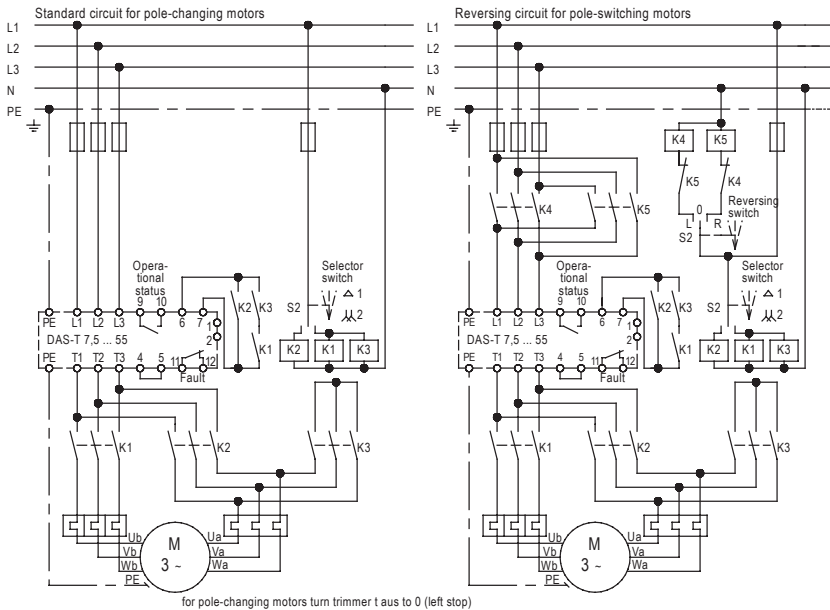 Standard circuit for pole-changing motors
L1
L2
L3
N
PE
Opera-
tional
status
9 10
Selector
switch
1
2
S2
PE L1 L2 L3 6 7
K2 K3
1
2
DAS-T 7,5 ... 55
K1
K2 K1 K3
PE T1 T2 T3 4 5 11 12
Fault
K1 K2 K3
Ub Ua
Vb Va
Wb Wa
PE
M
3 ~
Reversing circuit for pole-switching motors
L1
L2
L3
N
PE
K4 K5
K5 K4
K4 K5
0
L R
Reversing
switch
S2
Opera-
tional
status
9 10
Selector
switch
1
2
S2
PE L1 L2 L3 6 7
K2 K3
1
2
DAS-T 7,5 ... 55
K1
K2 K1 K3
PE T1 T2 T3 4 5 11 12
Fault
K1 K2 K3
Ub Ua
Vb Va
Wb Wa
PE
M
3 ~
for pole-changing motors turn trimmer t aus to 0 (left stop)